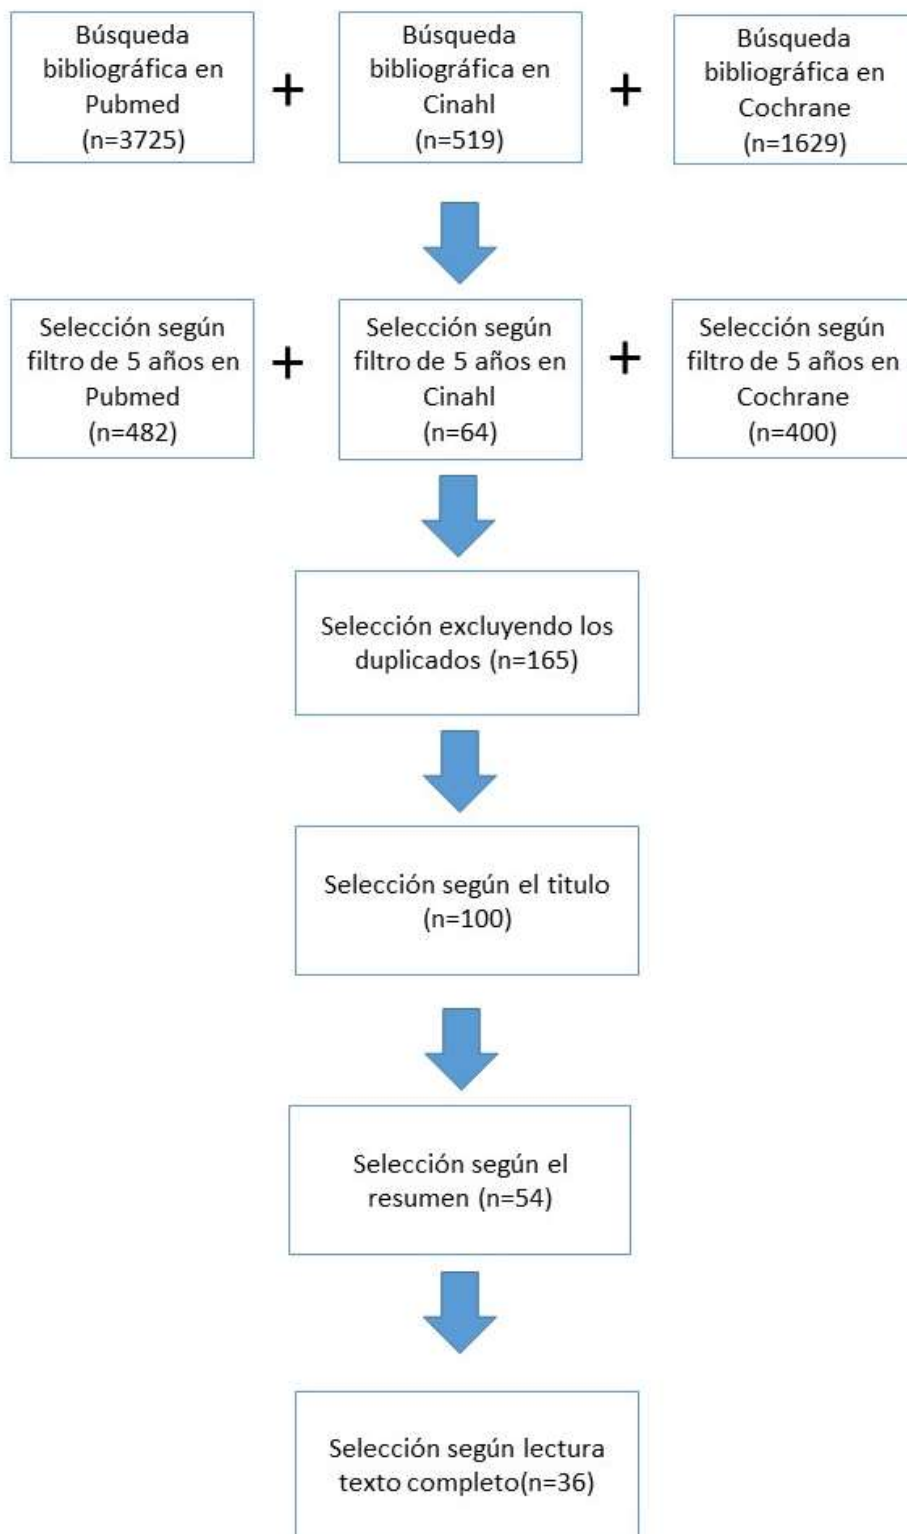 Búsqueda
bibliográfica en
Pubmed
(n=3725)
+
Búsqueda
bibliográfica en
Cinahl
(n=519)
+
Búsqueda
bibliográfica en
Cochrane
(n=1629)
Selección según
filtro de 5 años en
Pubmed
(n=482)
+
Selección según
filtro de 5 años en
Cinahl
(n=64)
+
Selección según
filtro de 5 años en
Cochrane
(n=400)
Selección excluyendo los
duplicados (n=165)
Selección según el titulo
(n=100)
Selección según el
resumen (n=54)
Selección según lectura
texto completo(n=36)